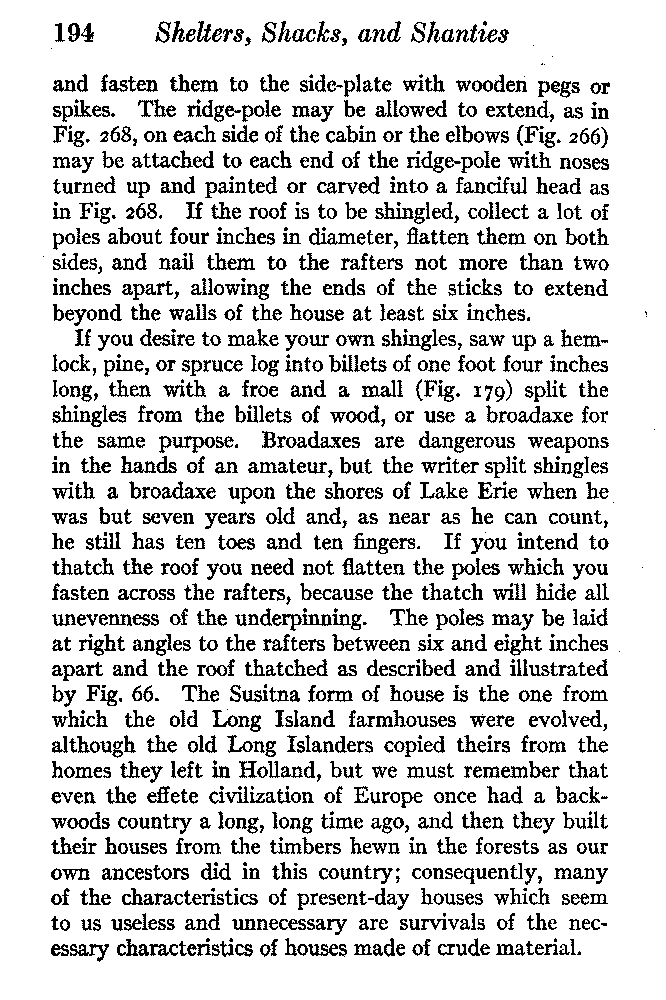 194 Shelters, Shacks, and Shanties
and fasten them to the side-plate with wooden pegs or
spikes. The ridge-pole may be allowed to extend, as in
Fig. 268, on each side of the cabin or the elbows (Fig. 266)
may be attached to each end of the ridge-pole with noses
turned up and painted or carved into a fanciful head as
in Fig. 268. If the roof is to be shingled, collect a lot of
poles about four inches in diameter, flatten them on both
sides, and nail them to the rafters not more than two
inches apart, allowing the ends of the sticks to extend
beyond the walls of the house at least six inches.
If you desire to make your own shingles, saw up a hem-
lock, pine, or spruce log into billets of one foot four inches
long, then with a froe and a mall (Fig. 179) split the
shingles from the billets of wood, or use a broadaxe for
the same purpose. Broadaxes are dangerous weapons
in the hands of an amateur, but the writer split shingles
with a broadaxe upon the shores of Lake Erie when he
was but seven years old and, as near as he can count,
he still has ten toes and ten fingers. If you intend to
thatch the roof you need not flatten the poles which you
fasten across the rafters, because the thatch will hide all
unevenness of the underpinning. The poles may be laid
at right angles to the rafters between six and eight inches
apart and the roof thatched as described and illustrated
by Fig. 66. The Susitna form of house is the one from
which the old Long Island farmhouses were evolved,
although the old Long Islanders copied theirs from the
homes they left in Holland, but we must remember that
even the effete civilization of Europe once had a back-
woods country a long, long time ago, and then they built
their houses from the timbers hewn in the forests as our
own ancestors did in this country; consequently, many
of the characteristics of present-day houses which seem
to us useless and unnecessary are survivals of the nec-
essary characteristics of houses made of crude material.